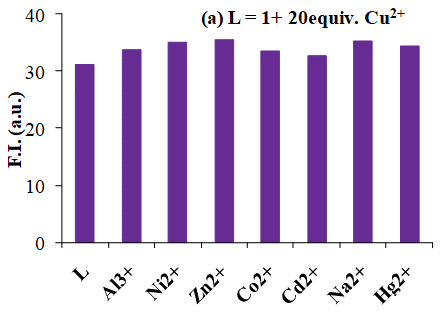 (a) L = 1+ 20equiv. Cu2+
F.I. (a.u.)
40
30
20
10
0
L
Al3+
Ni2+
Zn2+
Co2+
Cd2+
Na2+
Hg2+